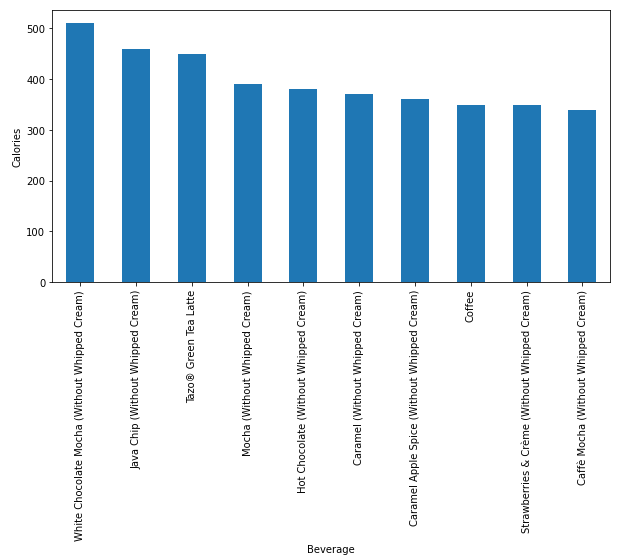 500
400
300
200
100
0
Calories
White Chocolate Mocha (Without Whipped Cream)
Java Chip (Without Whipped Cream)
Tazo® Green Tea Latte
Mocha (Without Whipped Cream)
Hot Chocolate (Without Whipped Cream)
Caramel (Without Whipped Cream)
Caramel Apple Spice (Without Whipped Cream)
Coffee
Strawberries & Crème (Without Whipped Cream)
Caffè Mocha (Without Whipped Cream)
Beverage